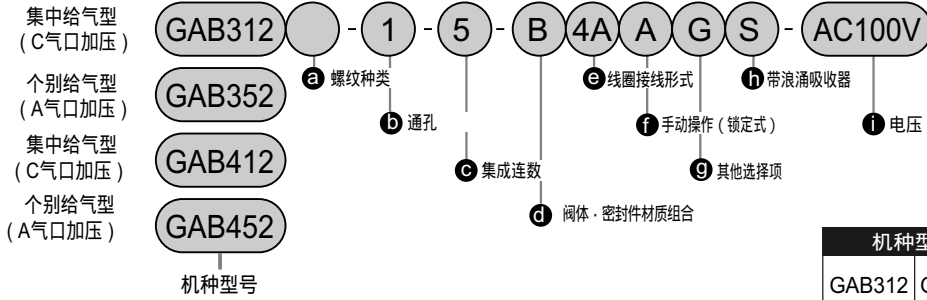 集中给气型
( C气口加压 )
GAB312 - 1 - 5 - B 4A A G S - AC100V
个别给气型
( A气口加压 )
GAB352
集中给气型
( C气口加压 )
GAB412
个别给气型
( A气口加压 )
GAB452
机种型号
a 螺纹种类
b 通孔
c 集成连数
d 阀体 · 密封件材质组合
e 线圈接线形式
f 手动操作 ( 锁定式 )
g 其他选择项
h 带浪涌吸收器
i 电压
机种
GAB312